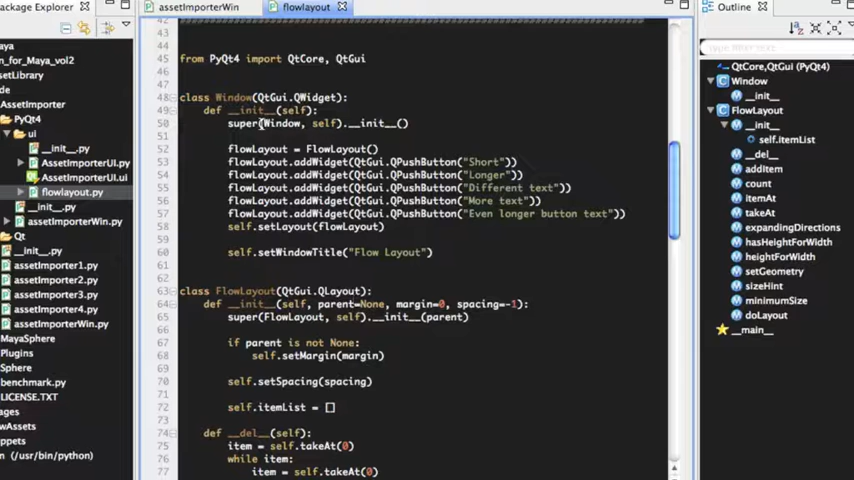 Package Explorer
assetImporterWin
flowlayout
Outline
maya
on_for_Maya_vol2
setLibrary
de
AssetImporter
PyQt4
ui
__init__.py
AssetImporterUI.py
AssetImporterUI.ui
flowlayout.py
__init__.py
assetImporterWin.py
Qt
__init__.py
assetImporter1.py
assetImporter2.py
assetImporter3.py
assetImporter4.py
assetImporterWin.py
MayaSphere
Plugins
Sphere
benchmark.py
LICENSE.TXT
ages
awAssets
ippets
on (/usr/bin/python)
42
43
44
45 from PyQt4 import QtCore, QtGui
46
47
48 class Window(QtGui.QWidget):
49 def __init__(self):
50 super(Window, self).__init__()
51
52 flowLayout = FlowLayout()
53 flowLayout.addWidget(QtGui.QPushButton("Short"))
54 flowLayout.addWidget(QtGui.QPushButton("Longer"))
55 flowLayout.addWidget(QtGui.QPushButton("Different text"))
56 flowLayout.addWidget(QtGui.QPushButton("More text"))
57 flowLayout.addWidget(QtGui.QPushButton("Even longer button text"))
58 self.setLayout(flowLayout)
59
60 self.setWindowTitle("Flow Layout")
61
62
63 class FlowLayout(QtGui.QLayout):
64 def __init__(self, parent=None, margin=0, spacing=-1):
65 super(FlowLayout, self).__init__(parent)
66
67 if parent is not None:
68 self.setMargin(margin)
69
70 self.setSpacing(spacing)
71
72 self.itemList = []
73
74 def __del__(self):
75 item = self.takeAt(0)
76 while item:
77 item = self.takeAt(0)
QtCore,QtGui (PyQt4)
Window
__init__
FlowLayout
__init__
self.itemList
__del__
addItem
count
itemAt
takeAt
expandingDirections
hasHeightForWidth
heightForWidth
setGeometry
sizeHint
minimumSize
doLayout
__main__